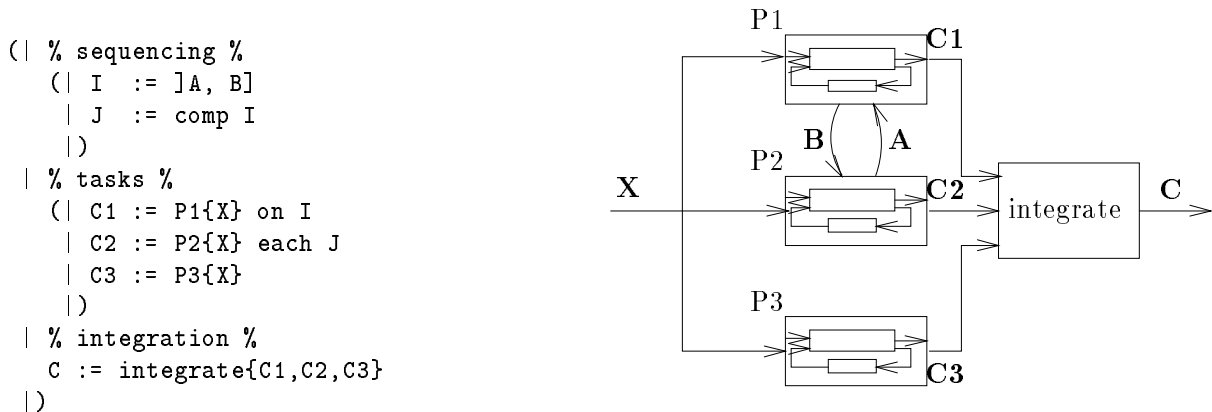 (| % sequencing %
(| I := ]A, B]
| J := comp I
|)
| % tasks %
(| C1 := P1{X} on I
| C2 := P2{X} each J
| C3 := P3{X}
|)
| % integration %
C := integrate{C1,C2,C3}
|)
P1
C1
B
A
P2
C2
X
integrate
C
P3
C3